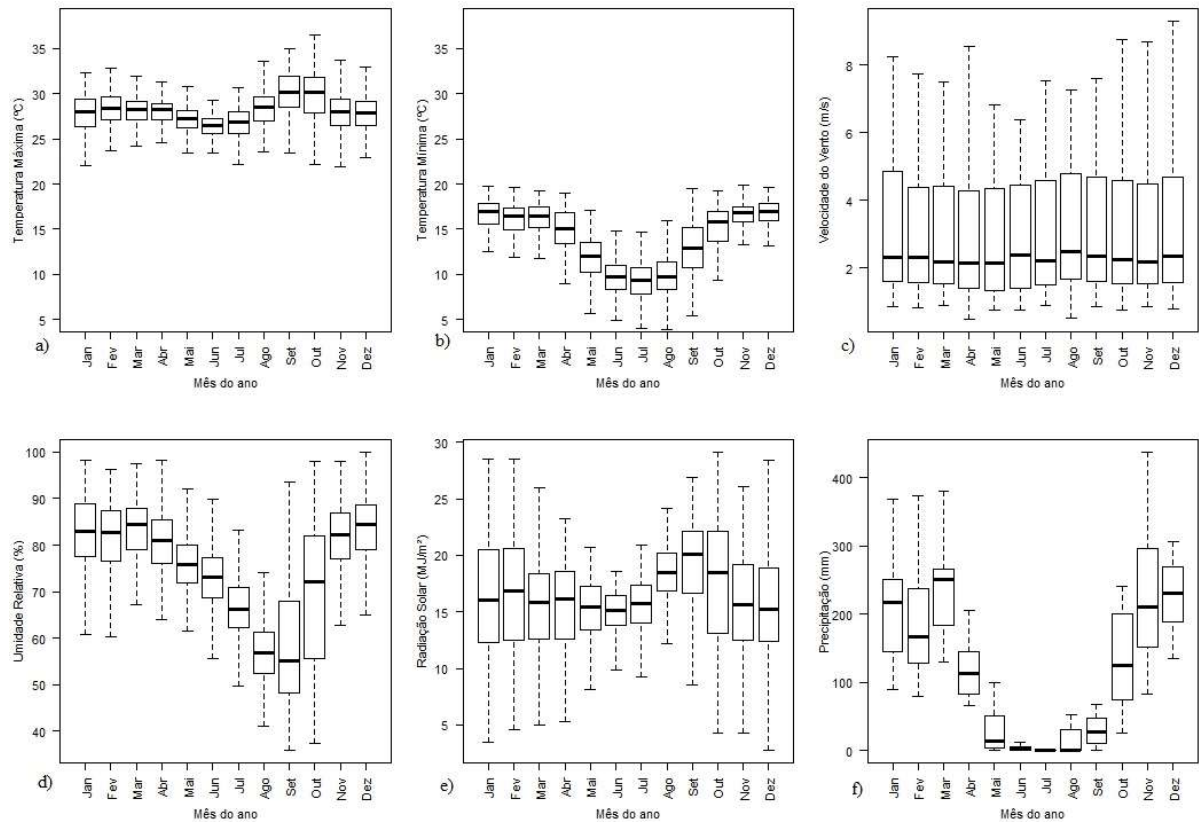 Temperatura Máxima (ºC)
35
30
25
20
15
10
5
Jan Fev Mar Abr Mai Jun Jul Ago Set Out Nov Dez
Mês do ano
a)
Temperatura Mínima (ºC)
35
30
25
20
15
10
5
Jan Fev Mar Abr Mai Jun Jul Ago Set Out Nov Dez
Mês do ano
b)
Velocidade do Vento (m/s)
8
6
4
2
Jan Fev Mar Abr Mai Jun Jul Ago Set Out Nov Dez
Mês do ano
c)
Umidade Relativa (%)
100
90
80
70
60
50
40
Jan Fev Mar Abr Mai Jun Jul Ago Set Out Nov Dez
Mês do ano
d)
Radiação Solar (MJ/m²)
30
25
20
15
10
5
Jan Fev Mar Abr Mai Jun Jul Ago Set Out Nov Dez
Mês do ano
e)
Precipitação (mm)
400
300
200
100
0
Jan Fev Mar Abr Mai Jun Jul Ago Set Out Nov Dez
Mês do ano
f)